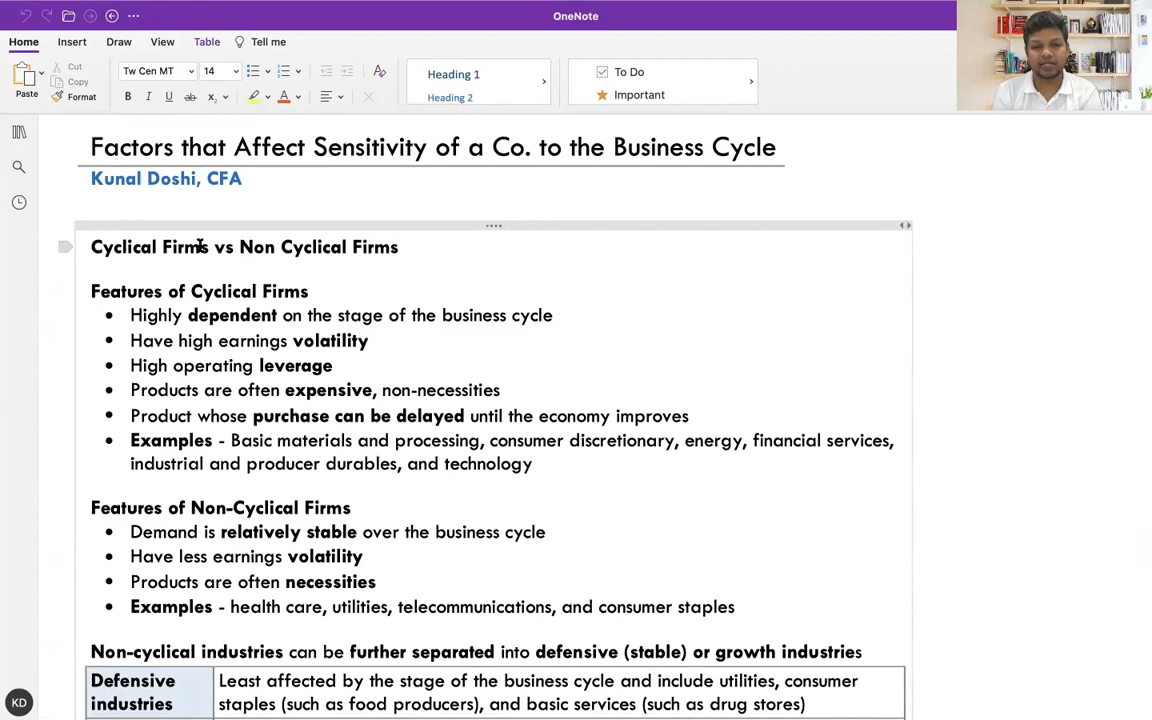 OneNote
Home Insert Draw View Table Tell me
Paste
Cut
Copy
Format
Tw Cen MT 14
B I U ab x₂ A
Heading 1
Heading 2
To Do
Important
Factors that Affect Sensitivity of a Co. to the Business Cycle
Kunal Doshi, CFA
Cyclical Firms vs Non Cyclical Firms
Features of Cyclical Firms
• Highly dependent on the stage of the business cycle
• Have high earnings volatility
• High operating leverage
• Products are often expensive, non-necessities
• Product whose purchase can be delayed until the economy improves
• Examples - Basic materials and processing, consumer discretionary, energy, financial services,
industrial and producer durables, and technology
Features of Non-Cyclical Firms
• Demand is relatively stable over the business cycle
• Have less earnings volatility
• Products are often necessities
• Examples - health care, utilities, telecommunications, and consumer staples
Non-cyclical industries can be further separated into defensive (stable) or growth industries
Defensive
industries
Least affected by the stage of the business cycle and include utilities, consumer
staples (such as food producers), and basic services (such as drug stores)
KD